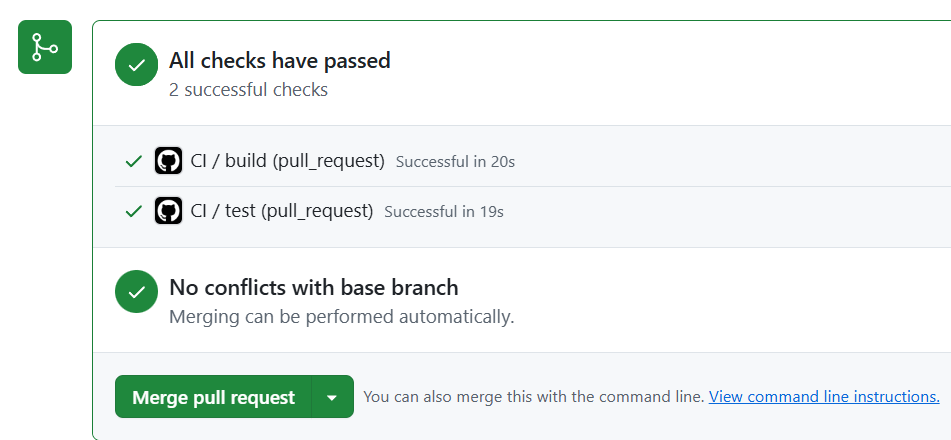 All checks have passed
2 successful checks
CI / build (pull_request) Successful in 20s
CI / test (pull_request) Successful in 19s
No conflicts with base branch
Merging can be performed automatically.
Merge pull request You can also merge this with the command line. View command line instructions.